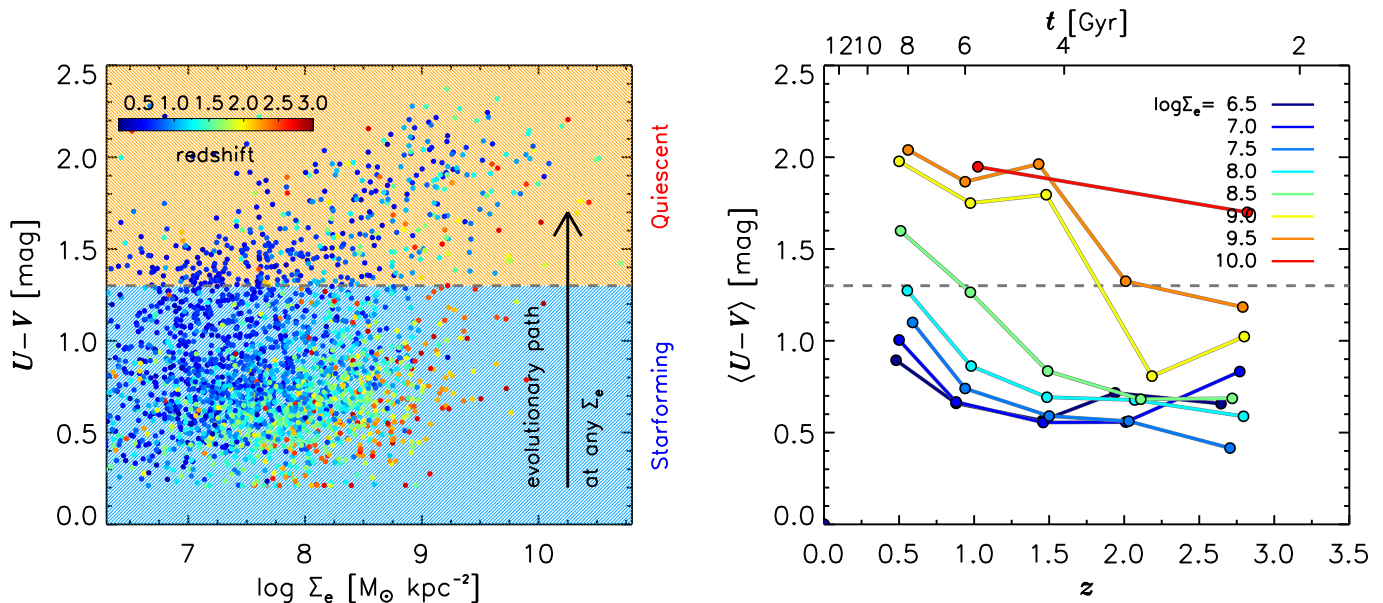 2.5
2.0
1.5
1.0
0.5
0.0
U−V [mag]
0.5 1.0 1.5 2.0 2.5 3.0
redshift
evolutionary path
at any Σₑ
Quiescent
Starforming
7 8 9 10
log Σₑ [M⊙ kpc⁻²]
t [Gyr]
12 10 8 6 4 2
2.5
2.0
1.5
1.0
0.5
0.0
⟨U−V⟩ [mag]
logΣₑ= 6.5
7.0
7.5
8.0
8.5
9.0
9.5
10.0
0.0 0.5 1.0 1.5 2.0 2.5 3.0 3.5
z